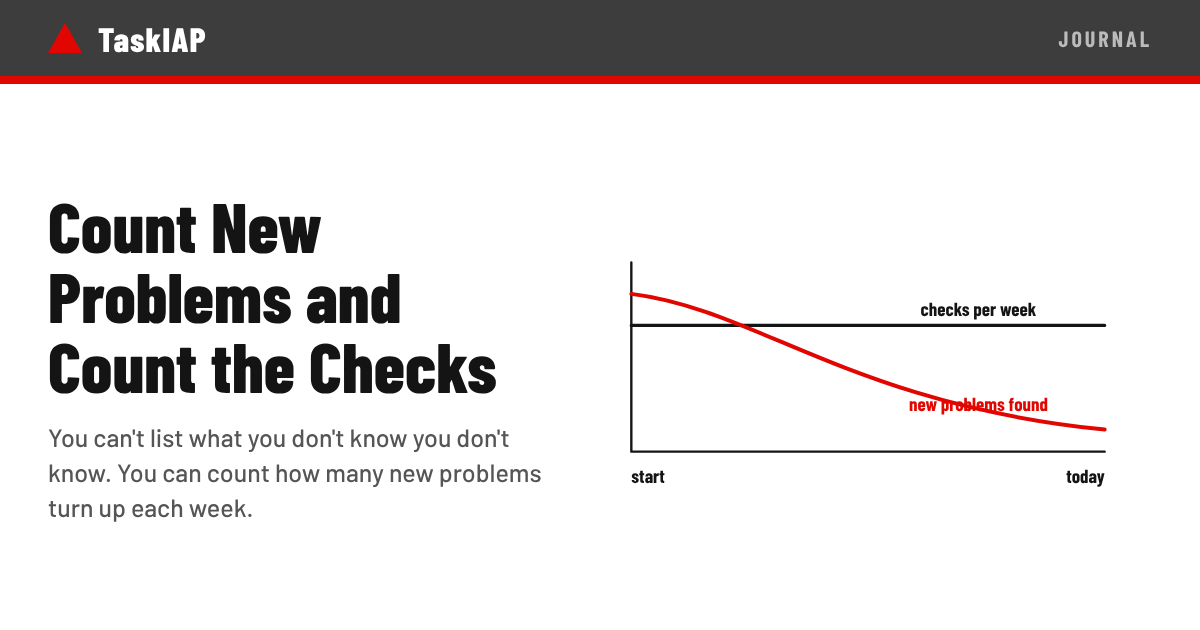 TaskIAP
JOURNAL
Count New
Problems and
Count the Checks
You can't list what you don't know you don't
know. You can count how many new problems
turn up each week.
checks per week
new problems found
start
today